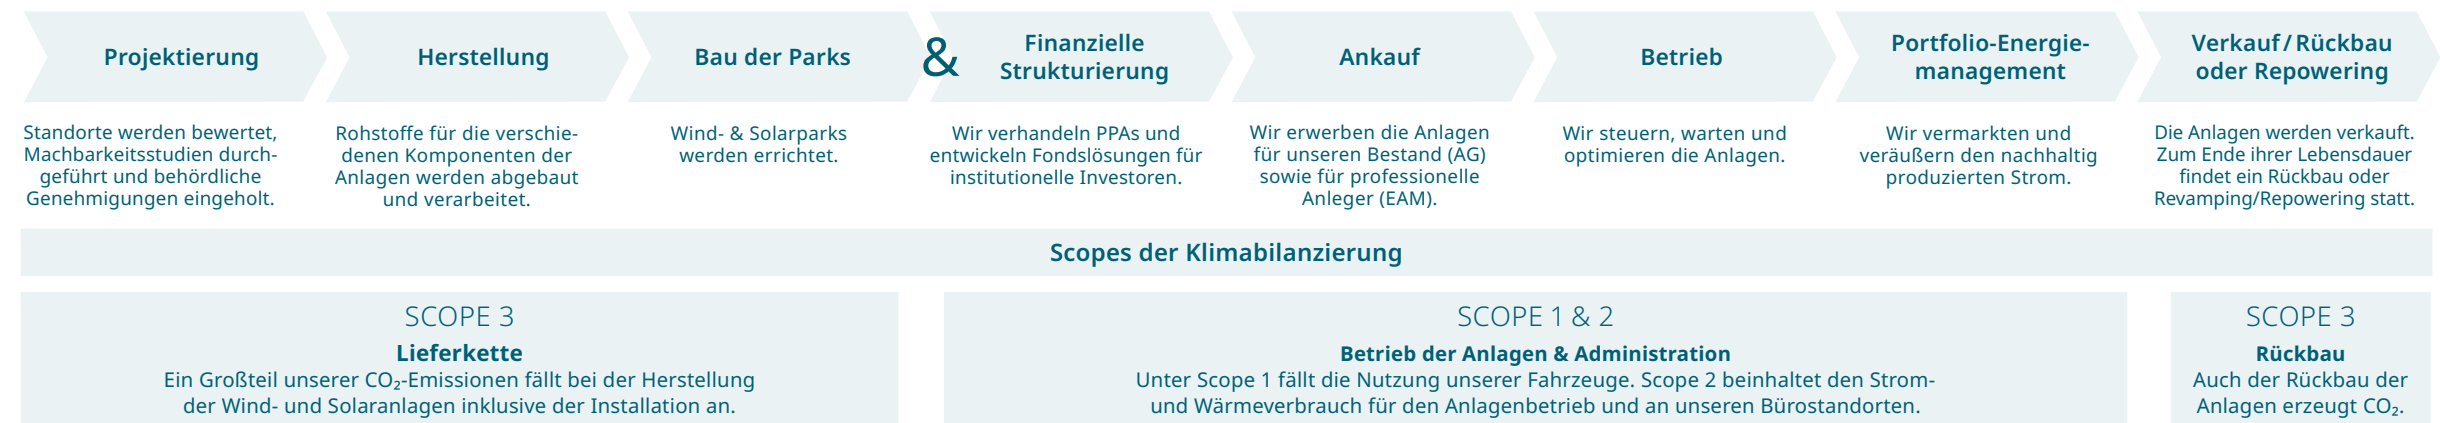 Projektierung
Standorte werden bewertet,
Machbarkeitsstudien durch-
geführt und behördliche
Genehmigungen eingeholt.
Herstellung
Rohstoffe für die verschie-
denen Komponenten der
Anlagen werden abgebaut
und verarbeitet.
Bau der Parks
Wind- & Solarparks
werden errichtet.
&
Finanzielle
Strukturierung
Wir verhandeln PPAs und
entwickeln Fondslösungen für
institutionelle Investoren.
Ankauf
Wir erwerben die Anlagen
für unseren Bestand (AG)
sowie für professionelle
Anleger (EAM).
Betrieb
Wir steuern, warten und
optimieren die Anlagen.
Portfolio-Energie-
management
Wir vermarkten und
veräußern den nachhaltig
produzierten Strom.
Verkauf/Rückbau
oder Repowering
Die Anlagen werden verkauft.
Zum Ende ihrer Lebensdauer
findet ein Rückbau oder
Revamping/Repowering statt.
Scopes der Klimabilanzierung
SCOPE 3
Lieferkette
Ein Großteil unserer CO₂-Emissionen fällt bei der Herstellung
der Wind- und Solaranlagen inklusive der Installation an.
SCOPE 1 & 2
Betrieb der Anlagen & Administration
Unter Scope 1 fällt die Nutzung unserer Fahrzeuge. Scope 2 beinhaltet den Strom-
und Wärmeverbrauch für den Anlagenbetrieb und an unseren Bürostandorten.
SCOPE 3
Rückbau
Auch der Rückbau der
Anlagen erzeugt CO₂.